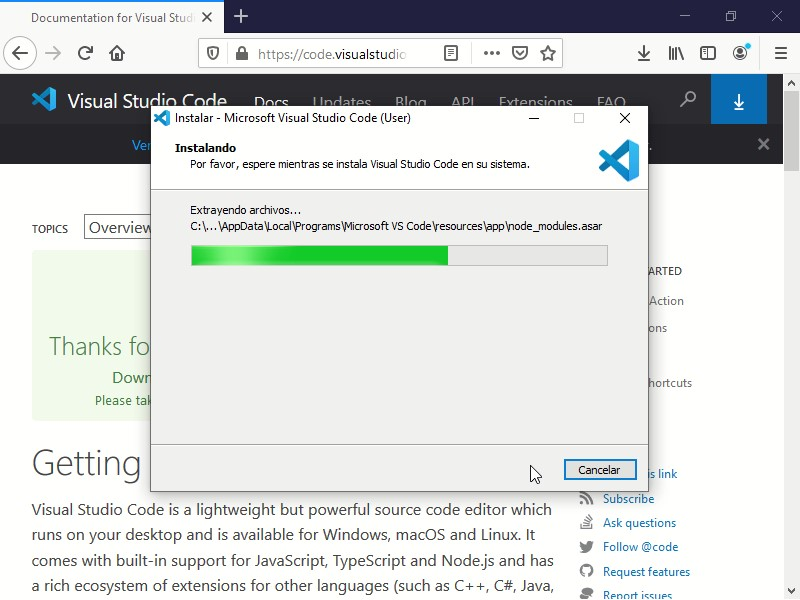 Documentation for Visual Stud
https://code.visualstudio
Visual Studio Code
Docs
Updates
Blog
API
Extensions
FAQ
Instalar - Microsoft Visual Studio Code (User)
Ver
Instalando
Por favor, espere mientras se instala Visual Studio Code en su sistema.
Extrayendo archivos...
C:\...\AppData\Local\Programs\Microsoft VS Code\resources\app\node_modules.asar
Cancelar
TOPICS
Overview
ARTED
Action
ons
hortcuts
Thanks fo
Down
Please tak
Getting
Visual Studio Code is a lightweight but powerful source code editor which
runs on your desktop and is available for Windows, macOS and Linux. It
comes with built-in support for JavaScript, TypeScript and Node.js and has
a rich ecosystem of extensions for other languages (such as C++, C#, Java,
is link
Subscribe
Ask questions
Follow @code
Request features
Report issues